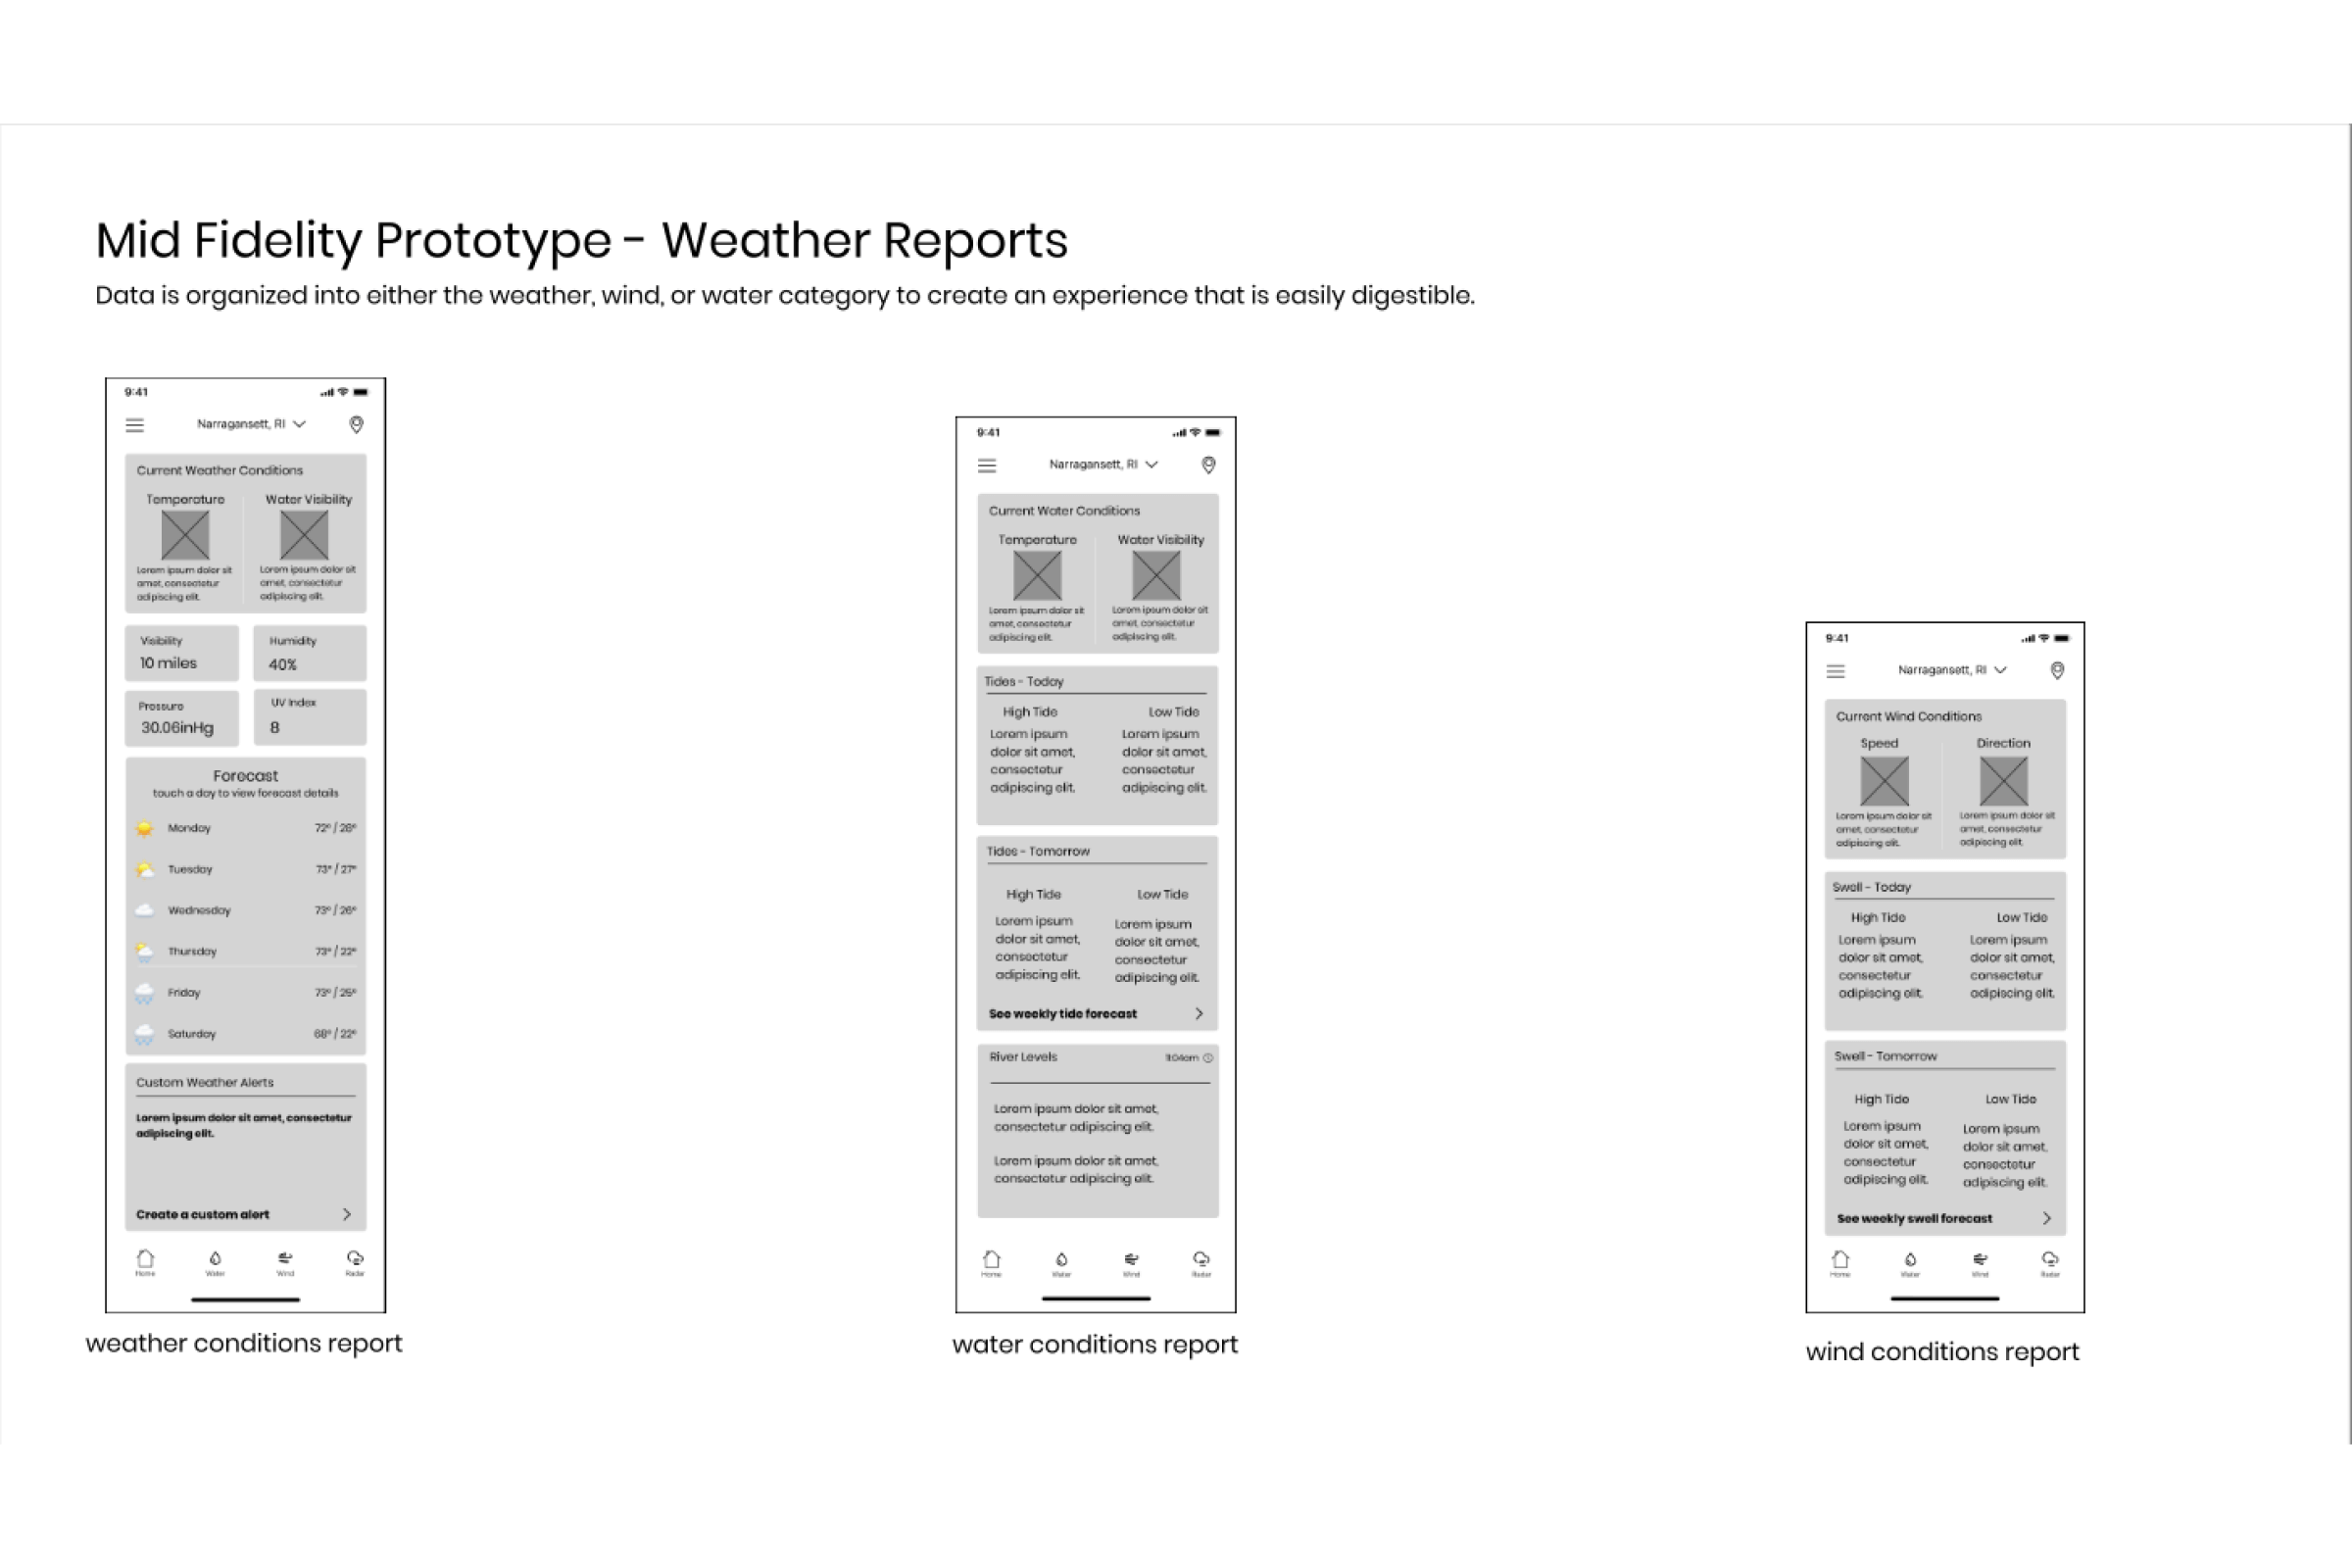 Mid Fidelity Prototype - Weather Reports
Data is organized into either the weather, wind, or water category to create an experience that is easily digestible.
9:41
Narragansett, RI
Current Weather Conditions
Temperature Water Visibility
Lorem ipsum dolor sit Lorem ipsum dolor sit
amet, consectetur amet, consectetur
adipiscing elit. adipiscing elit.
Visibility Humidity
10 miles 40%
Pressure UV Index
30.06inHg 8
Forecast
touch a day to view forecast details
Monday 72° / 28°
Tuesday 73° / 27°
Wednesday 73° / 26°
Thursday 73° / 22°
Friday 73° / 25°
Saturday 68° / 22°
Custom Weather Alerts
Lorem ipsum dolor sit amet, consectetur
adipiscing elit.
Create a custom alert
Home Water Wind Radar
weather conditions report
9:41
Narragansett, RI
Current Water Conditions
Temperature Water Visibility
Lorem ipsum dolor sit Lorem ipsum dolor sit
amet, consectetur amet, consectetur
adipiscing elit. adipiscing elit.
Tides - Today
High Tide Low Tide
Lorem ipsum Lorem ipsum
dolor sit amet, dolor sit amet,
consectetur consectetur
adipiscing elit. adipiscing elit.
Tides - Tomorrow
High Tide Low Tide
Lorem ipsum Lorem ipsum
dolor sit amet, dolor sit amet,
consectetur consectetur
adipiscing elit. adipiscing elit.
See weekly tide forecast
River Levels
Lorem ipsum dolor sit amet,
consectetur adipiscing elit.
Lorem ipsum dolor sit amet,
consectetur adipiscing elit.
Home Water Wind Radar
water conditions report
9:41
Narragansett, RI
Current Wind Conditions
Speed Direction
Lorem ipsum dolor sit Lorem ipsum dolor sit
amet, consectetur amet, consectetur
adipiscing elit. adipiscing elit.
Swell - Today
High Tide Low Tide
Lorem ipsum Lorem ipsum
dolor sit amet, dolor sit amet,
consectetur consectetur
adipiscing elit. adipiscing elit.
Swell - Tomorrow
High Tide Low Tide
Lorem ipsum Lorem ipsum
dolor sit amet, dolor sit amet,
consectetur consectetur
adipiscing elit. adipiscing elit.
See weekly swell forecast
Home Water Wind Radar
wind conditions report